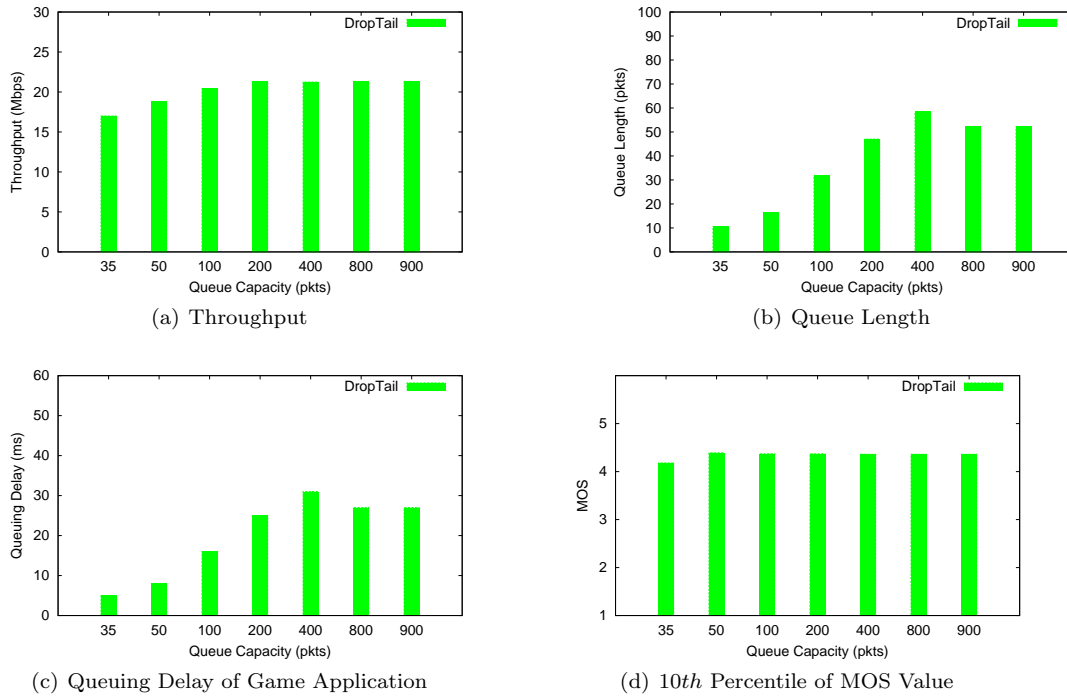 30
25
20
15
10
5
0
Throughput (Mbps)
DropTail
35 50 100 200 400 800 900
Queue Capacity (pkts)
(a) Throughput
100
90
80
70
60
50
40
30
20
10
0
Queue Length (pkts)
DropTail
35 50 100 200 400 800 900
Queue Capacity (pkts)
(b) Queue Length
60
50
40
30
20
10
0
Queuing Delay (ms)
DropTail
35 50 100 200 400 800 900
Queue Capacity (pkts)
(c) Queuing Delay of Game Application
5
4
3
2
1
MOS
DropTail
35 50 100 200 400 800 900
Queue Capacity (pkts)
(d) 10th Percentile of MOS Value